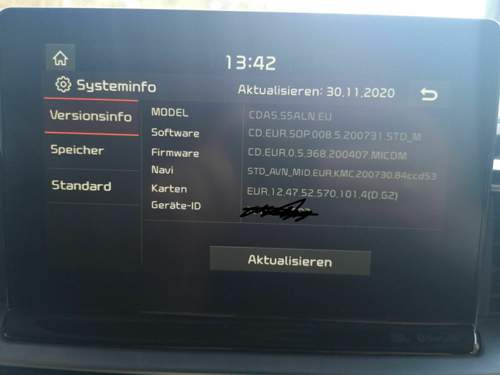 13:42
Systeminfo
Aktualisieren: 30.11.2020
Versionsinfo
Speicher
Standard
MODEL CDAS.S5ALN.EU
Software CD.EUR.SOP.008.5.200731.STD_M
Firmware CD.EUR.0.5.368.200407.MICOM
Navi STD_AVN_MID.EUR.KMC.200730.84ccd53
Karten EUR.12.47.52.570.101.4(D.G2)
Geräte-ID
Aktualisieren